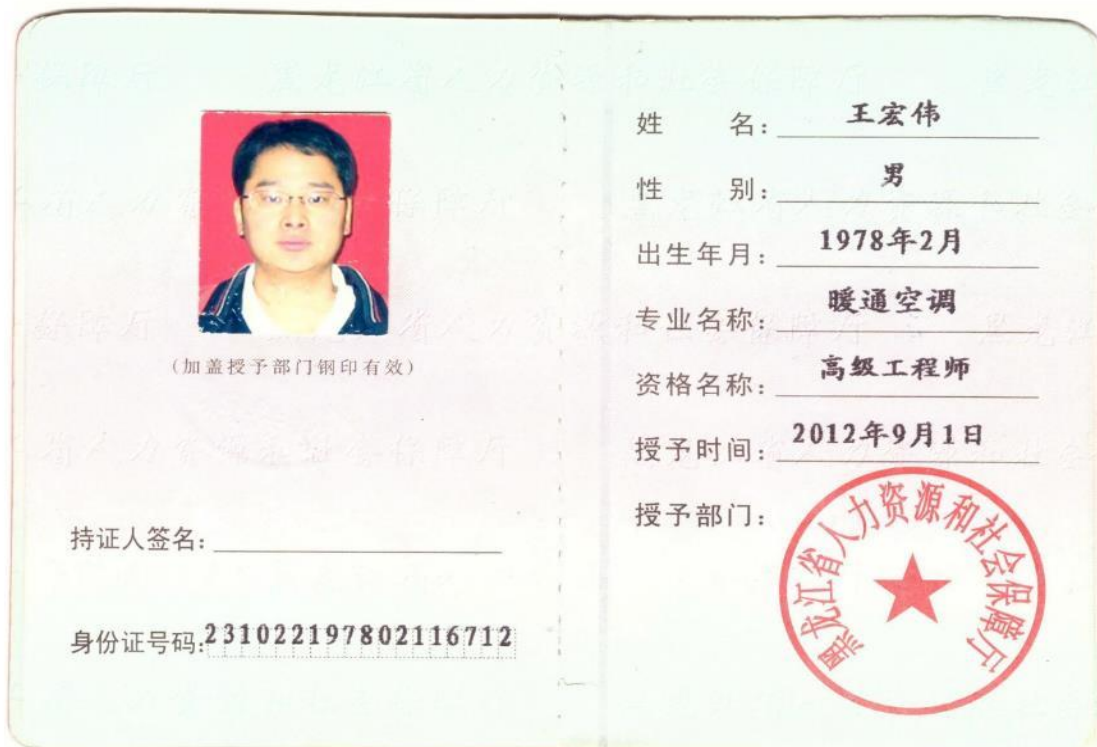 (加盖授予部门钢印有效)
持证人签名:
身份证号码:231022197802116712
姓 名: 王宏伟
性 别: 男
出生年月: 1978年2月
专业名称: 暖通空调
资格名称: 高级工程师
授予时间: 2012年9月1日
授予部门:
黑龙江省人力资源和社会保障厅